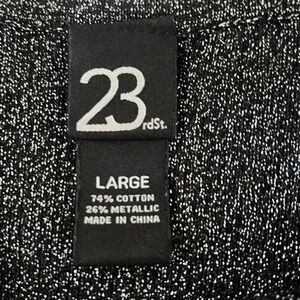 23rdSt.
LARGE
74% COTTON
26% METALLIC
MADE IN CHINA